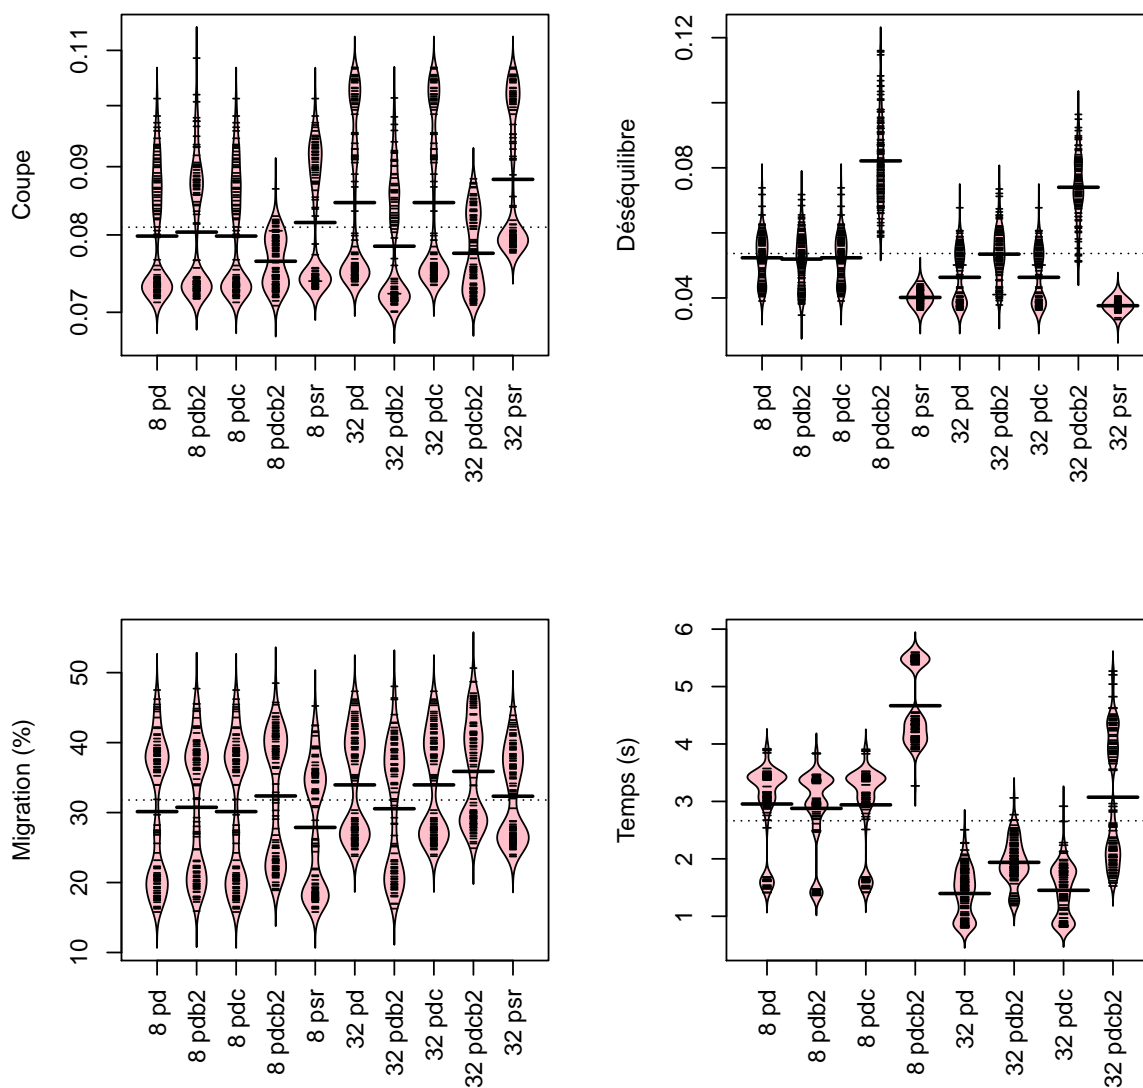 Coupe
0.11
0.09
0.08
0.07
8 pd
8 pdb2
8 pdc
8 pdcb2
8 psr
32 pd
32 pdb2
32 pdc
32 pdcb2
32 psr
Déséquilibre
0.12
0.08
0.04
8 pd
8 pdb2
8 pdc
8 pdcb2
8 psr
32 pd
32 pdb2
32 pdc
32 pdcb2
32 psr
Migration (%)
50
40
30
20
10
8 pd
8 pdb2
8 pdc
8 pdcb2
8 psr
32 pd
32 pdb2
32 pdc
32 pdcb2
32 psr
Temps (s)
6
5
4
3
2
1
8 pd
8 pdb2
8 pdc
8 pdcb2
32 pd
32 pdb2
32 pdc
32 pdcb2